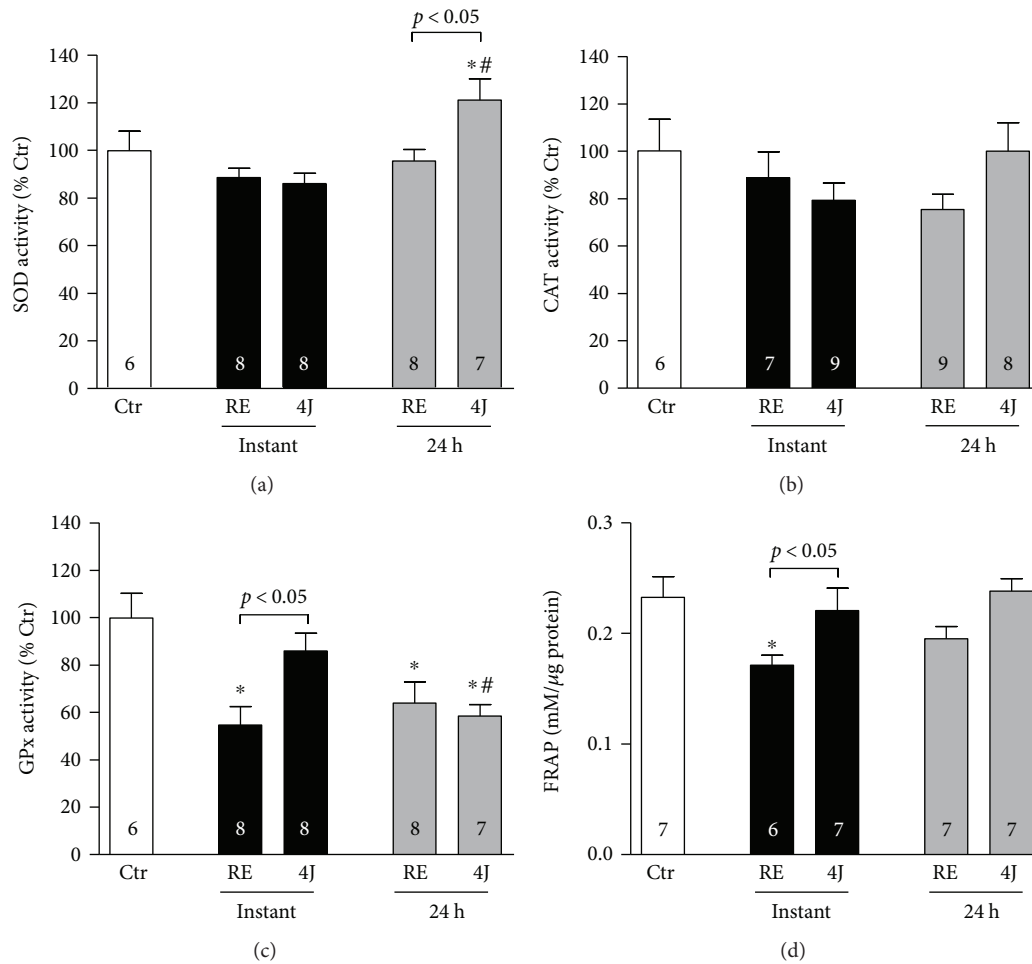 p < 0.05
140
120
100
80
60
40
20
0
SOD activity (% Ctr)
*#
6
8
8
8
7
Ctr
RE
4J
RE
4J
Instant
24 h
(a)
140
120
100
80
60
40
20
0
CAT activity (% Ctr)
6
7
9
9
8
Ctr
RE
4J
RE
4J
Instant
24 h
(b)
140
120
100
80
60
40
20
0
GPx activity (% Ctr)
p < 0.05
*
*
*#
6
8
8
8
7
Ctr
RE
4J
RE
4J
Instant
24 h
(c)
0.3
0.2
0.1
0.0
FRAP (mM/μg protein)
p < 0.05
*
7
6
7
7
7
Ctr
RE
4J
RE
4J
Instant
24 h
(d)